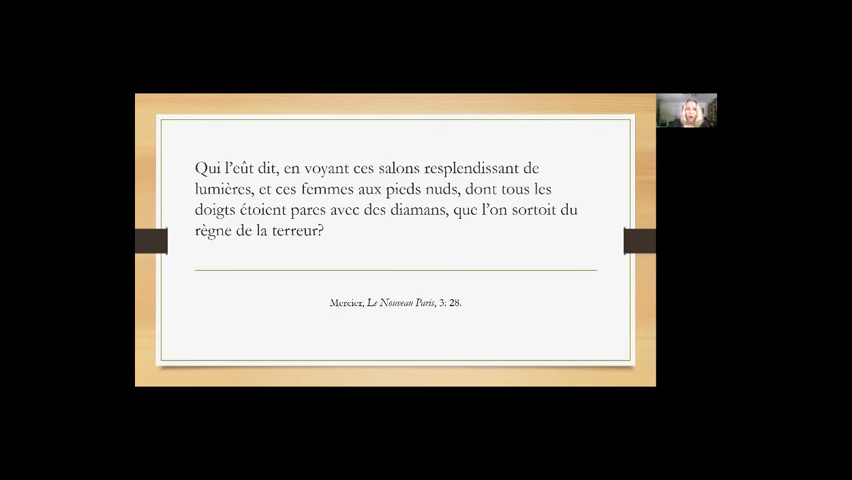 Qui l'eût dit, en voyant ces salons resplendissant de
lumières, et ces femmes aux pieds nuds, dont tous les
doigts étoient pares avec des diamans, que l'on sortoit du
règne de la terreur?
Mercier, Le Nouveau Paris, 3: 28.